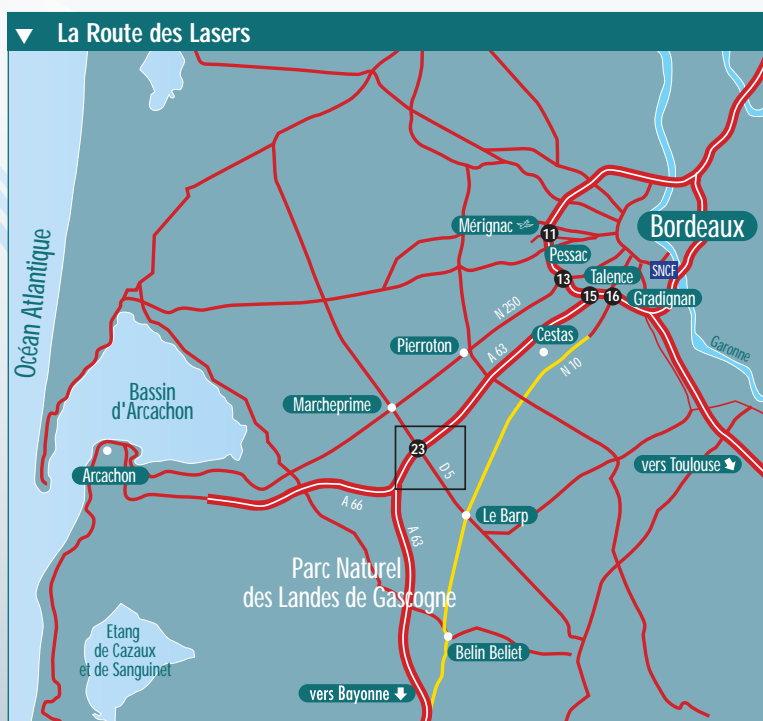 La Route des Lasers
Océan Atlantique
Mérignac
11
Bordeaux
Pessac
13
Talence
SNCF
15
16
Gradignan
N 250
Cestas
A 63
Pierroton
N 10
Garonne
Bassin
d'Arcachon
Marcheprime
23
D 5
Arcachon
vers Toulouse
A 66
Le Barp
A 63
Parc Naturel
des Landes de Gascogne
Etang
de Cazaux
et de Sanguinet
Belin Beliet
vers Bayonne